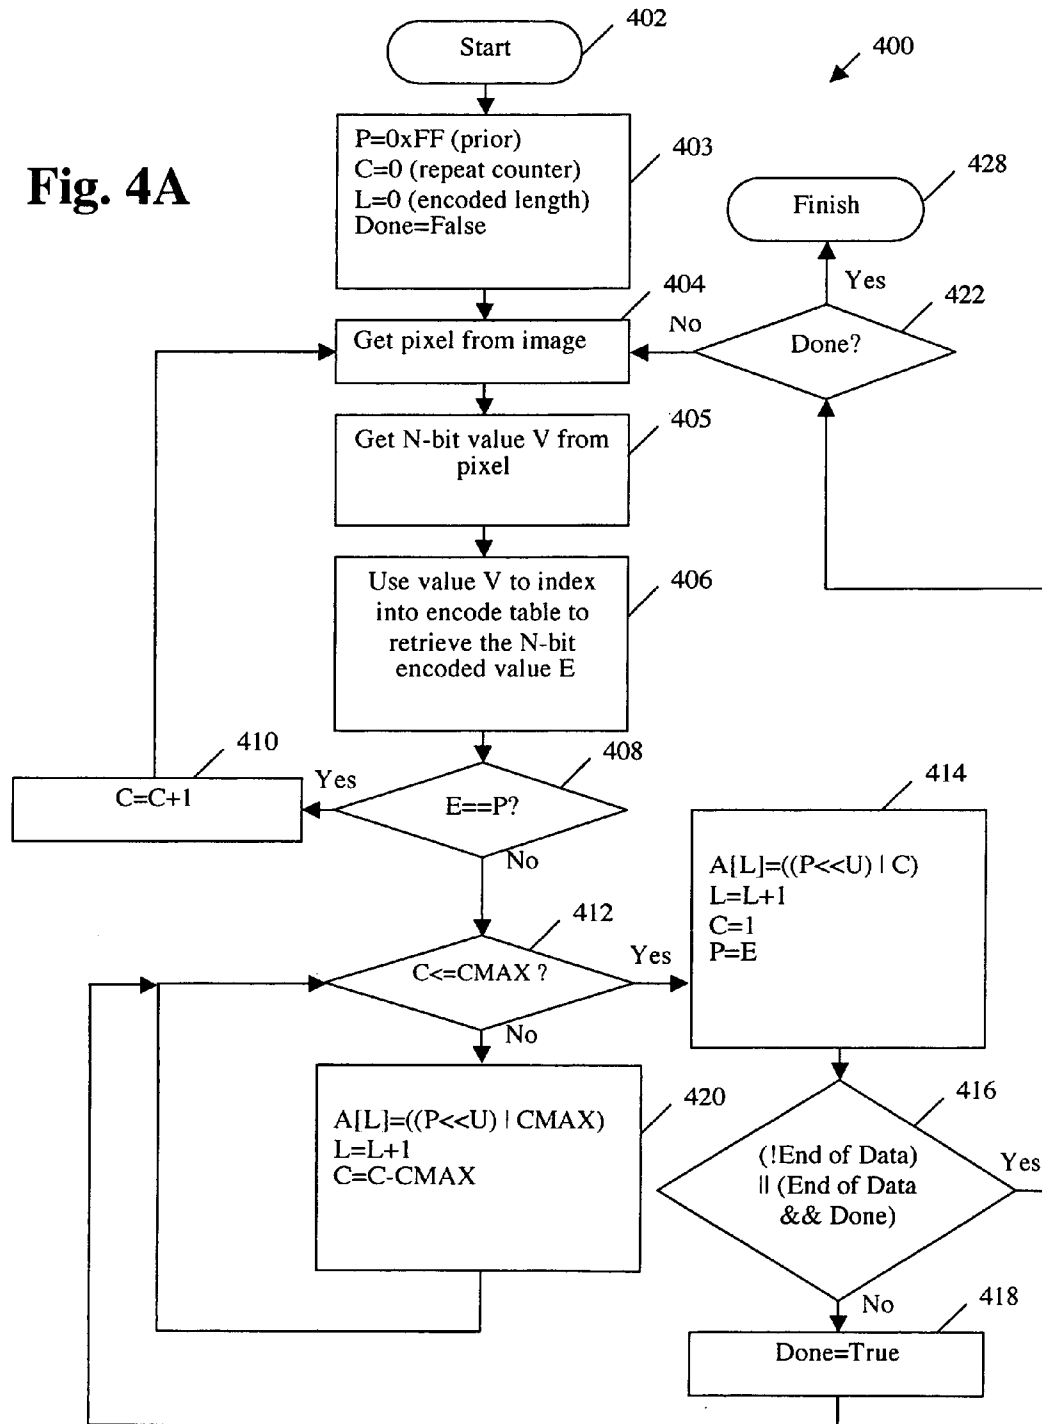 Fig. 4A
400
Start
402
P=0xFF (prior)
C=0 (repeat counter)
L=0 (encoded length)
Done=False
403
Finish
428
Yes
Get pixel from image
404
No
Done?
422
Get N-bit value V from
pixel
405
Use value V to index
into encode table to
retrieve the N-bit
encoded value E
406
E==P?
408
Yes
C=C+1
410
No
C<=CMAX ?
412
Yes
A[L]=((P<<U) | C)
L=L+1
C=1
P=E
414
No
A[L]=((P<<U) | CMAX)
L=L+1
C=C-CMAX
420
(!End of Data)
|| (End of Data
&& Done)
416
Yes
No
Done=True
418